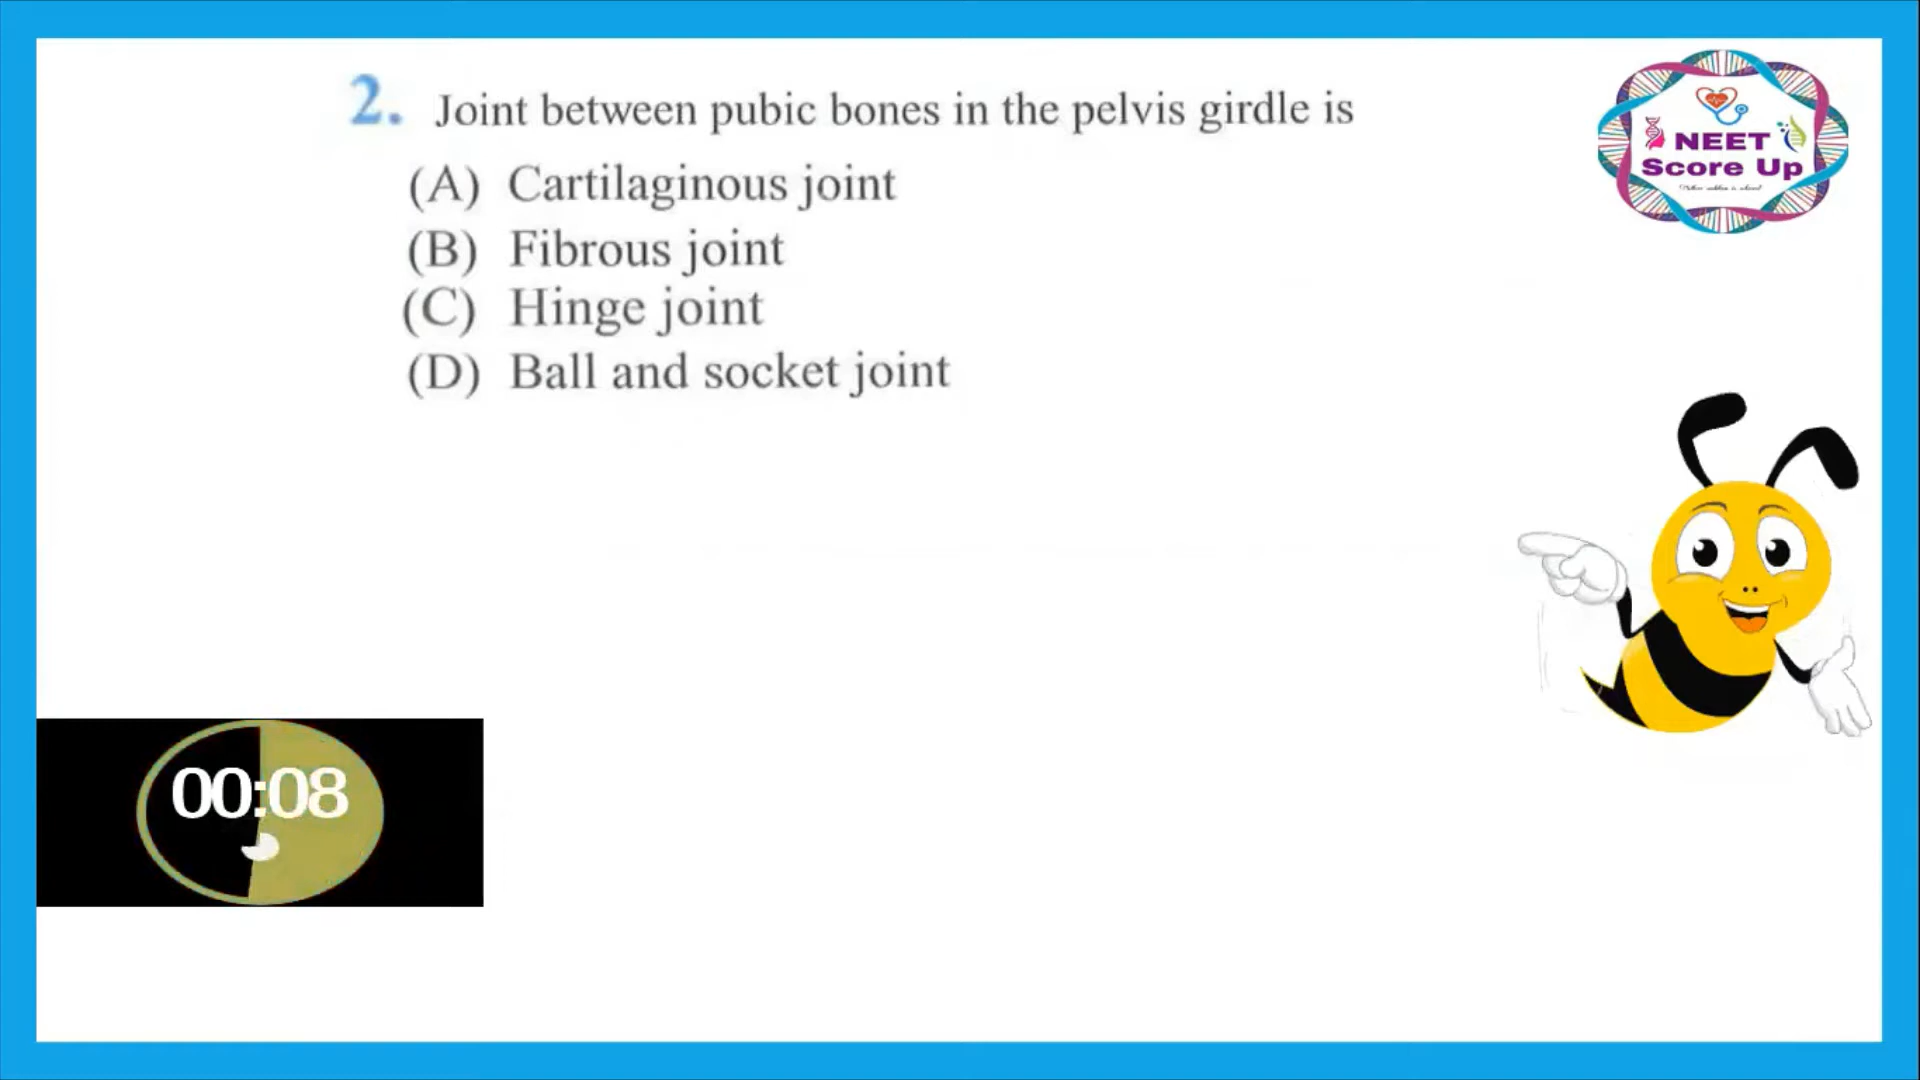 2. Joint between pubic bones in the pelvis girdle is
(A) Cartilaginous joint
(B) Fibrous joint
(C) Hinge joint
(D) Ball and socket joint
NEET
Score Up
00:08